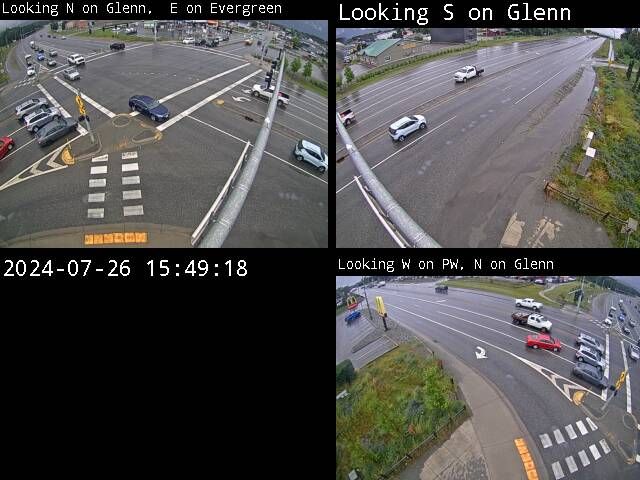 Looking N on Glenn,  E on Evergreen
Looking S on Glenn
2024-07-26 15:49:18
Looking W on PW, N on Glenn